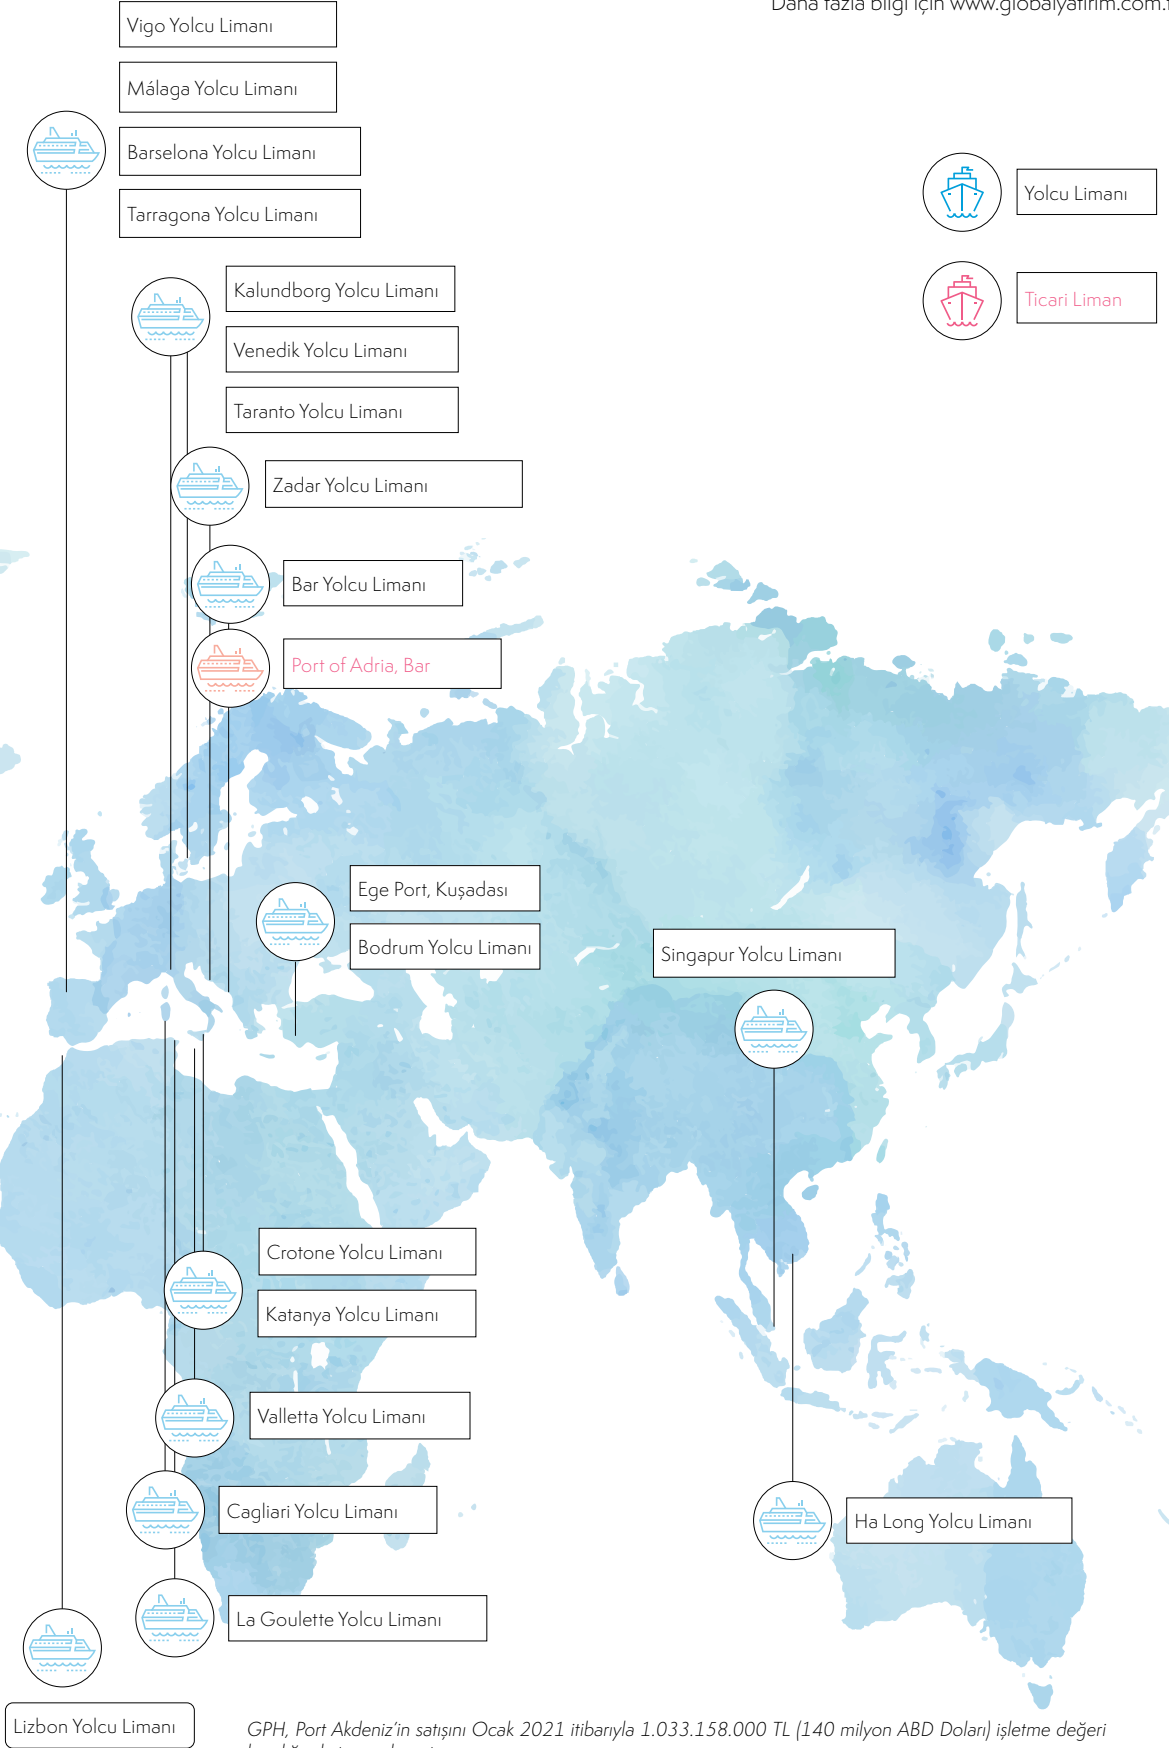 Daha fazla bilgi için www.globalyatirim.com.t
Vigo Yolcu Limanı
Málaga Yolcu Limanı
Barselona Yolcu Limanı
Tarragona Yolcu Limanı
Yolcu Limanı
Ticari Liman
Kalundborg Yolcu Limanı
Venedik Yolcu Limanı
Taranto Yolcu Limanı
Zadar Yolcu Limanı
Bar Yolcu Limanı
Port of Adria, Bar
Ege Port, Kuşadası
Bodrum Yolcu Limanı
Singapur Yolcu Limanı
Crotone Yolcu Limanı
Katanya Yolcu Limanı
Valletta Yolcu Limanı
Cagliari Yolcu Limanı
Ha Long Yolcu Limanı
La Goulette Yolcu Limanı
Lizbon Yolcu Limanı
GPH, Port Akdeniz’in satışını Ocak 2021 itibarıyla 1.033.158.000 TL (140 milyon ABD Doları) işletme değeri